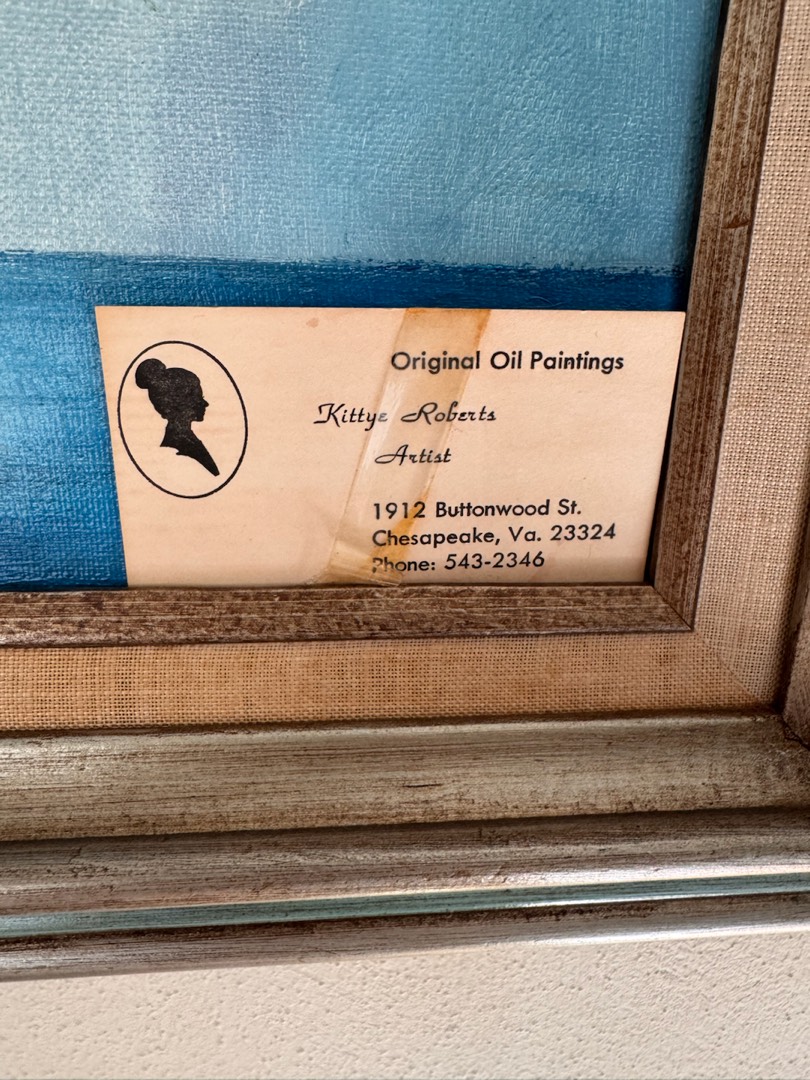 Original Oil Paintings
Kittye Roberts
Artist
1912 Buttonwood St.
Chesapeake, Va. 23324
Phone: 543-2346